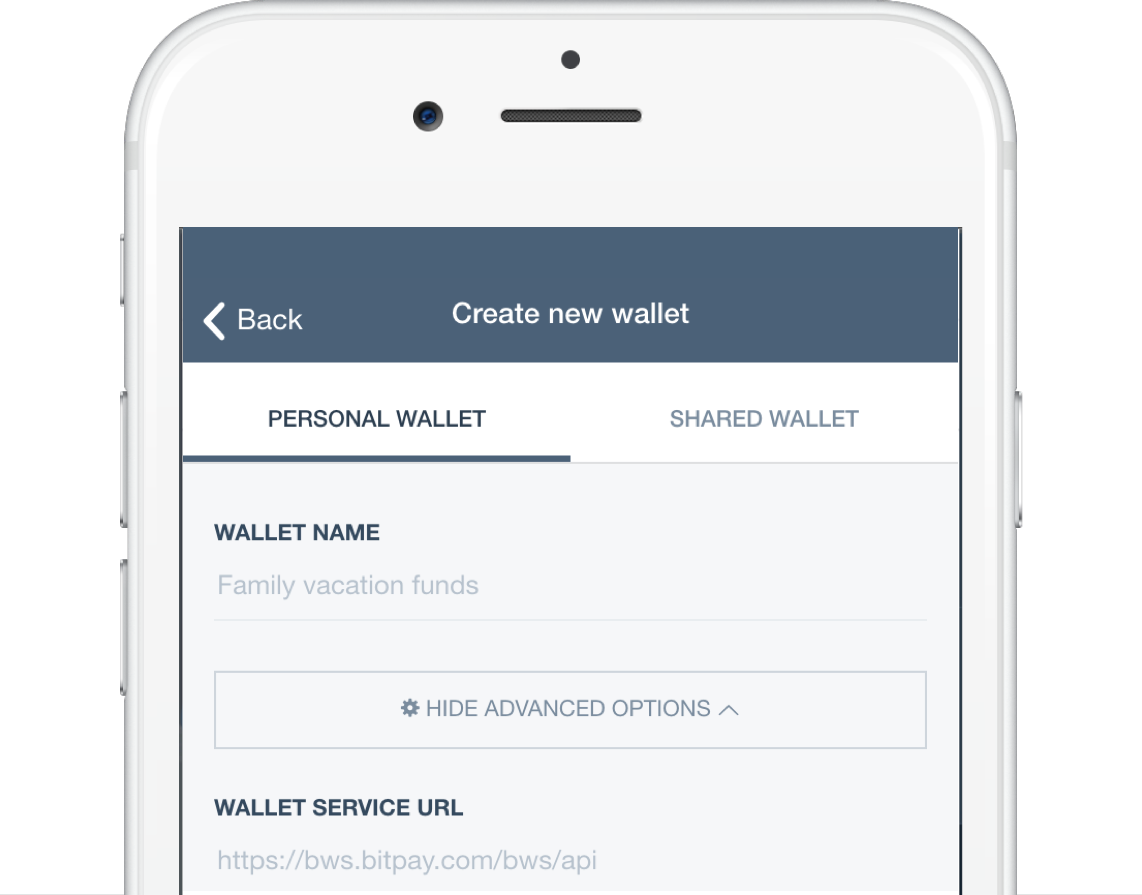 Back
Create new wallet
PERSONAL WALLET
SHARED WALLET
WALLET NAME
Family vacation funds
HIDE ADVANCED OPTIONS
WALLET SERVICE URL
https://bws.bitpay.com/bws/api